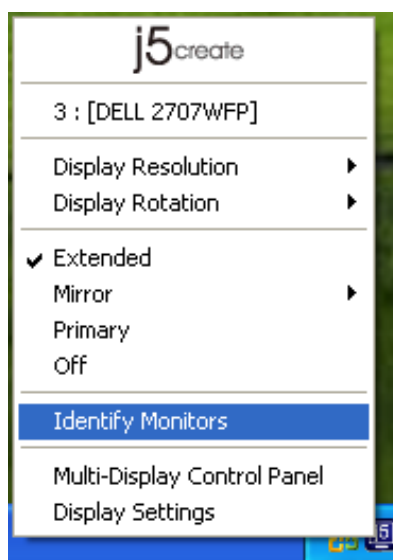 j5create
3 : [DELL 2707WFP]
Display Resolution
Display Rotation
Extended
Mirror
Primary
Off
Identify Monitors
Multi-Display Control Panel
Display Settings
j5